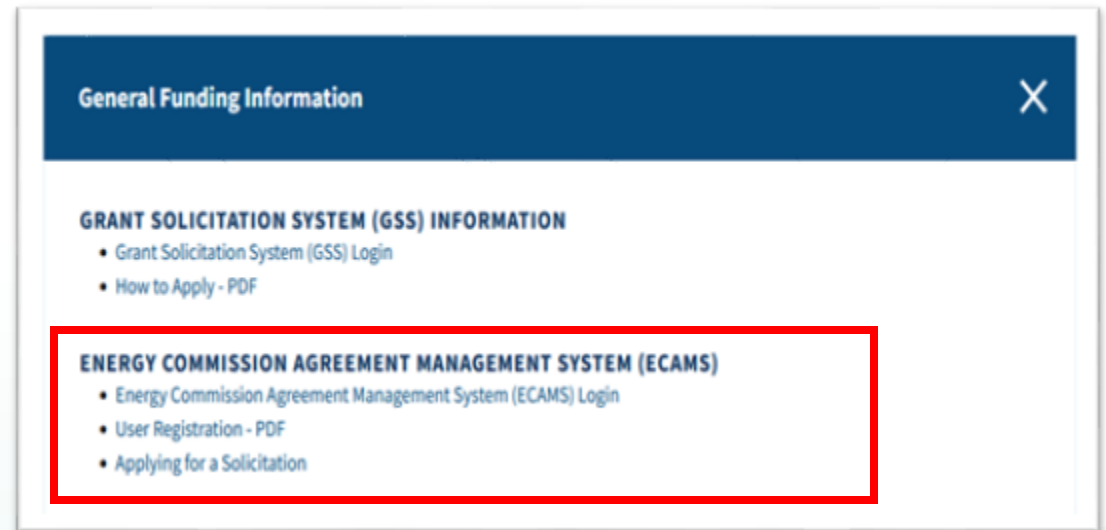 General Funding Information X
GRANT SOLICITATION SYSTEM (GSS) INFORMATION
• Grant Solicitation System (GSS) Login
• How to Apply - PDF
ENERGY COMMISSION AGREEMENT MANAGEMENT SYSTEM (ECAMS)
• Energy Commission Agreement Management System (ECAMS) Login
• User Registration - PDF
• Applying for a Solicitation